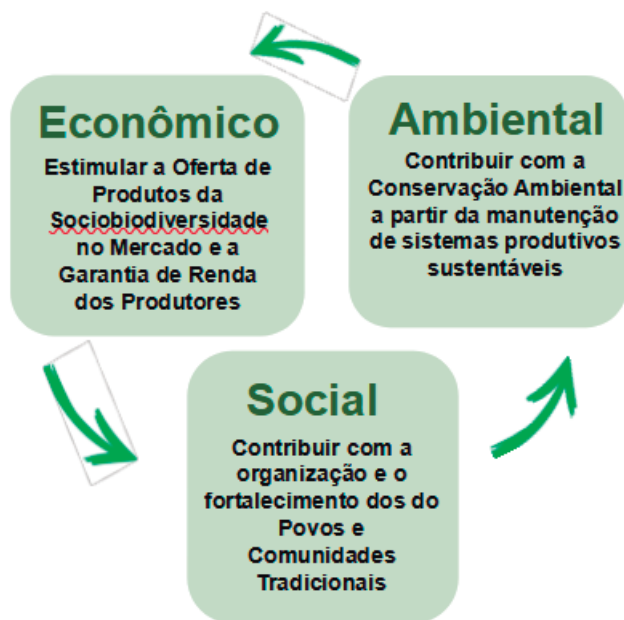 Econômico
Estimular a Oferta de
Produtos da
Sociobiodiversidade
no Mercado e a
Garantia de Renda
dos Produtores
Ambiental
Contribuir com a
Conservação Ambiental
a partir da manutenção
de sistemas produtivos
sustentáveis
Social
Contribuir com a
organização e o
fortalecimento dos do
Povos e
Comunidades
Tradicionais